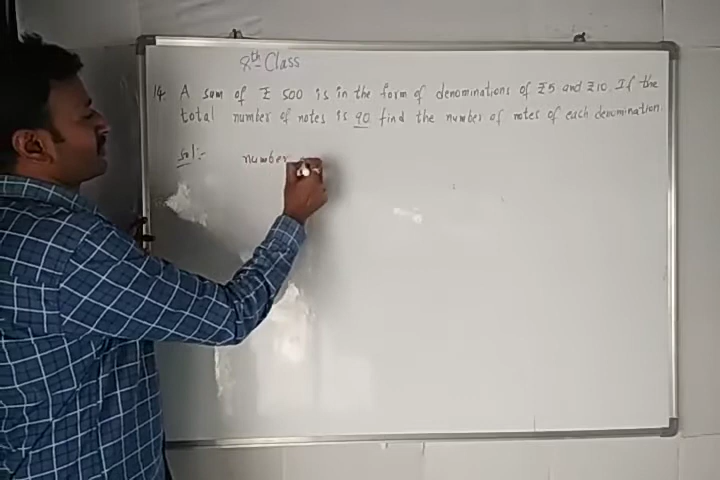 8th Class
14. A sum of ₹ 500 is in the form of denominations of ₹5 and ₹10. If the
total number of notes is 90 find the number of notes of each denomination.
Sol:- number